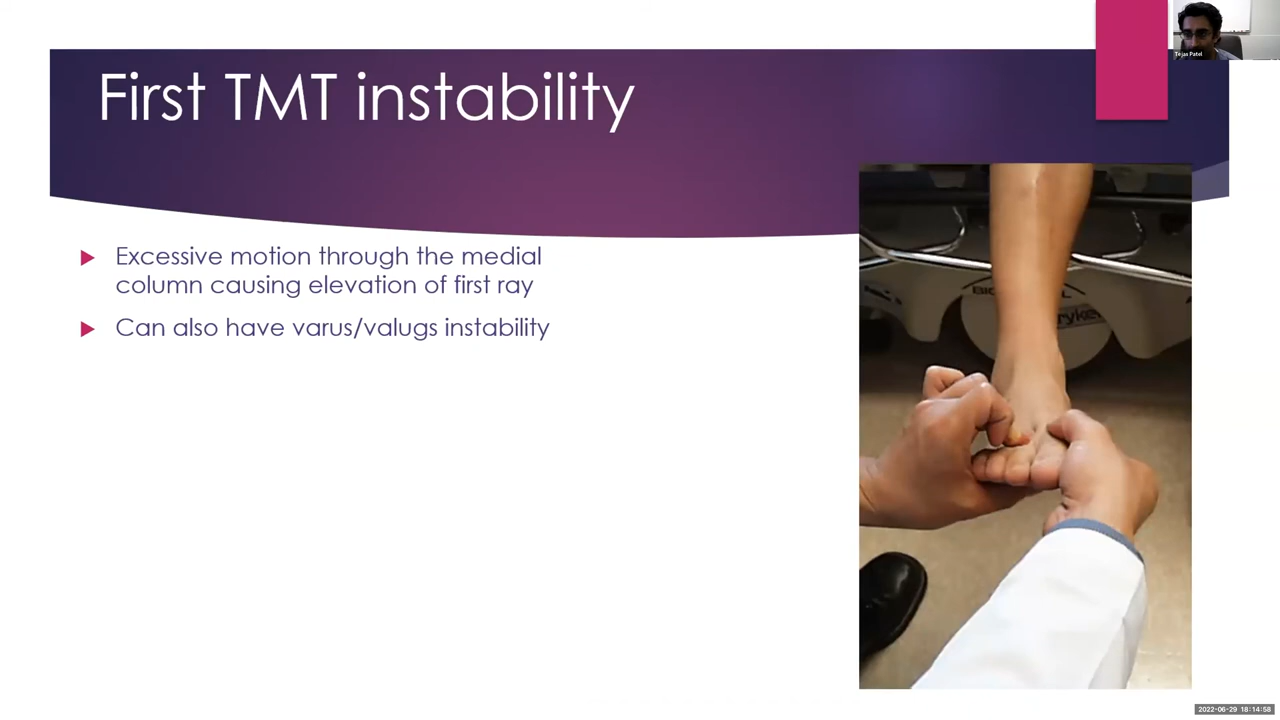 Tejas Patel
First TMT instability
Excessive motion through the medial
column causing elevation of first ray
Can also have varus/valugs instability
2022-06-29 18:14:58